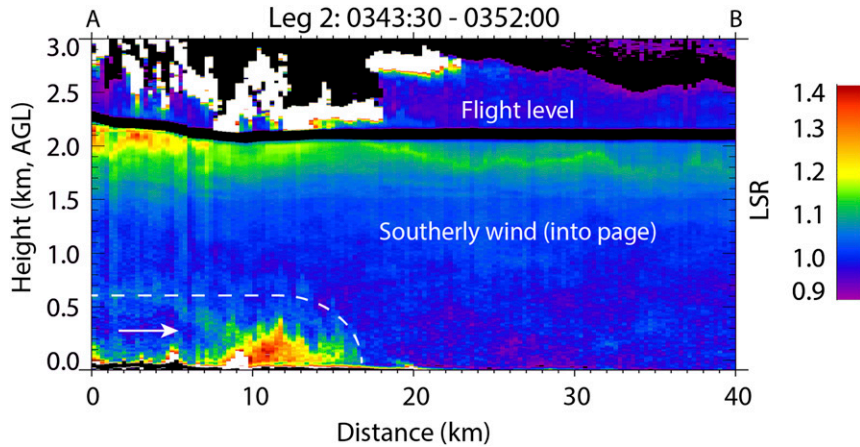 Leg 2: 0343:30 - 0352:00
A
B
3.0
2.5
2.0
1.5
1.0
0.5
0.0
Height (km, AGL)
Flight level
Southerly wind (into page)
0
10
20
30
40
Distance (km)
LSR
1.4
1.3
1.2
1.1
1.0
0.9